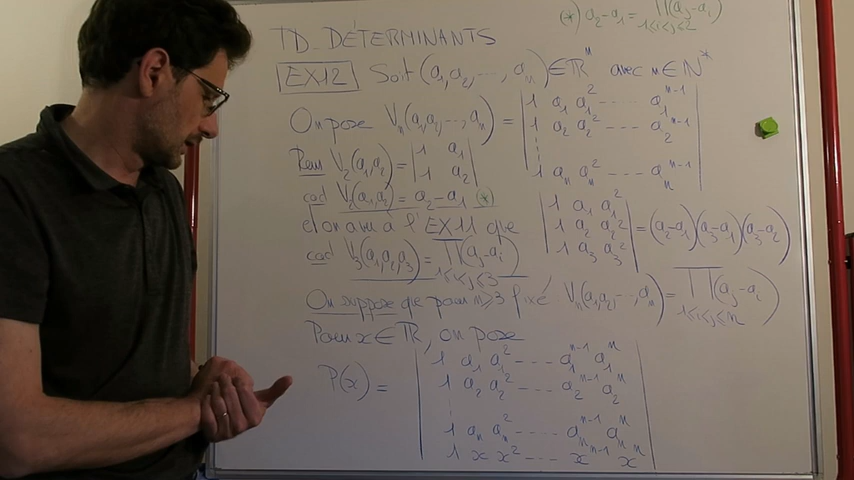 (*) a₂-a₁ = ∏(aⱼ-aᵢ) 1≤i<j≤2
TD_DÉTERMINANTS
EX12 Soit (a₁,a₂,...,aₙ)∈ℝⁿ avec n∈ℕ*
On pose Vₙ(a₁,a₂,...,aₙ) =
| 1 a₁ a₁² ..... a₁ⁿ⁻¹ |
| 1 a₂ a₂² ---- a₂ⁿ⁻¹ |
| 1 aₙ aₙ² ---- aₙⁿ⁻¹ |
Rem V₂(a₁,a₂) =
| 1 a₁ |
| 1 a₂ |
cad V₂(a₁,a₂) = a₂-a₁ (*)
et on a vu à l'EX11 que
| 1 a₁ a₁² |
| 1 a₂ a₂² |
| 1 a₃ a₃² |
= (a₂-a₁)(a₃-a₁)(a₃-a₂)
cad V₃(a₁,a₂,a₃) = ∏(aⱼ-aᵢ) 1≤i<j≤3
On suppose que pour n≥3 fixé Vₙ(a₁,a₂,...,aₙ) = ∏(aⱼ-aᵢ) 1≤i<j≤n
Pour x∈ℝ, on pose
P(x) =
| 1 a₁ a₁² ---- a₁ⁿ⁻¹ a₁ⁿ |
| 1 a₂ a₂² ---- a₂ⁿ⁻¹ a₂ⁿ |
| 1 aₙ aₙ² ---- aₙⁿ⁻¹ aₙⁿ |
| 1 x x² ---- xⁿ⁻¹ xⁿ |